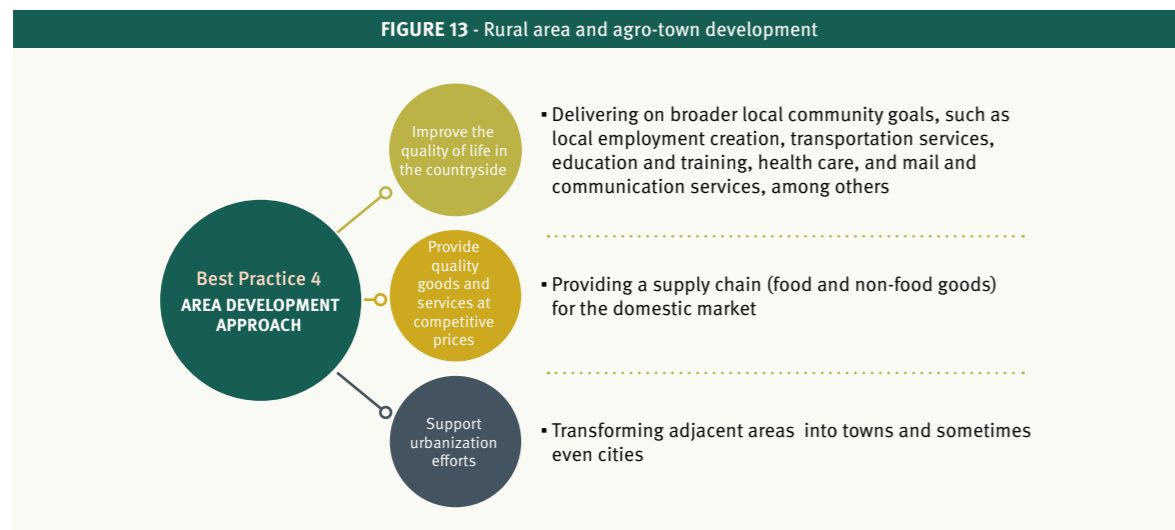 FIGURE 13 - Rural area and agro-town development
Best Practice 4
AREA DEVELOPMENT
APPROACH
Improve the
quality of life in
the countryside
▪ Delivering on broader local community goals, such as
local employment creation, transportation services,
education and training, health care, and mail and
communication services, among others
Provide
quality
goods and
services at
competitive
prices
▪ Providing a supply chain (food and non-food goods)
for the domestic market
Support
urbanization
efforts
▪ Transforming adjacent areas into towns and sometimes
even cities